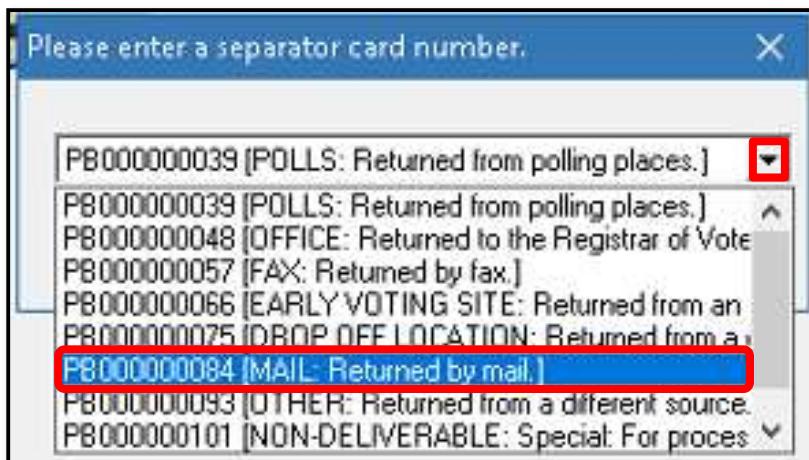 Please enter a separator card number.
PB000000039 [POLLS: Returned from polling places.]
PB000000039 [POLLS: Returned from polling places.]
PB000000048 [OFFICE: Returned to the Registrar of Vote
PB000000057 [FAX: Returned by fax.]
PB000000066 [EARLY VOTING SITE: Returned from an
PB000000075 [DROP OFF LOCATION: Returned from a
PB000000084 [MAIL: Returned by mail.]
PB000000093 [OTHER: Returned from a different source.
PB000000101 [NON-DELIVERABLE: Special: For proces